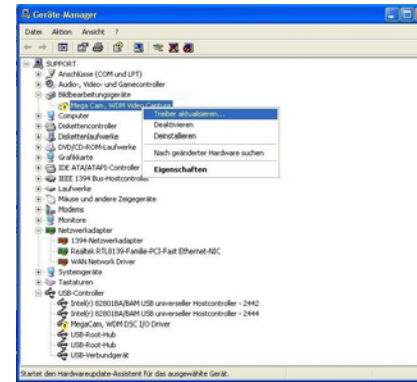 Geräte-Manager
Datei Aktion Ansicht ?
SUPPORT
Anschlüsse (COM und LPT)
Audio-, Video- und Gamecontroller
Bildbearbeitungsgeräte
Mega Cam, WDM Video Capture
Treiber aktualisieren...
Computer
Deaktivieren
Diskettencontroller
Deinstallieren
Diskettenlaufwerke
DVD/CD-ROM-Laufwerke
Nach geänderter Hardware suchen
Grafikkarte
IDE ATA/ATAPI-Controller
Eigenschaften
IEEE 1394 Bus-Hostcontroller
Laufwerke
Mäuse und andere Zeigegeräte
Modems
Monitore
Netzwerkadapter
1394-Netzwerkadapter
Realtek RTL8139-Familie-PCI-Fast Ethernet-NIC
WAN Network Driver
Systemgeräte
Tastaturen
USB-Controller
Intel(r) 82801BA/BAM USB universeller Hostcontroller - 2442
Intel(r) 82801BA/BAM USB universeller Hostcontroller - 2444
MegaCam, WDM DSC I/O Driver
USB-Root-Hub
USB-Root-Hub
USB-Verbundgerät
Startet den Hardwareupdate-Assistent für das ausgewählte Gerät.